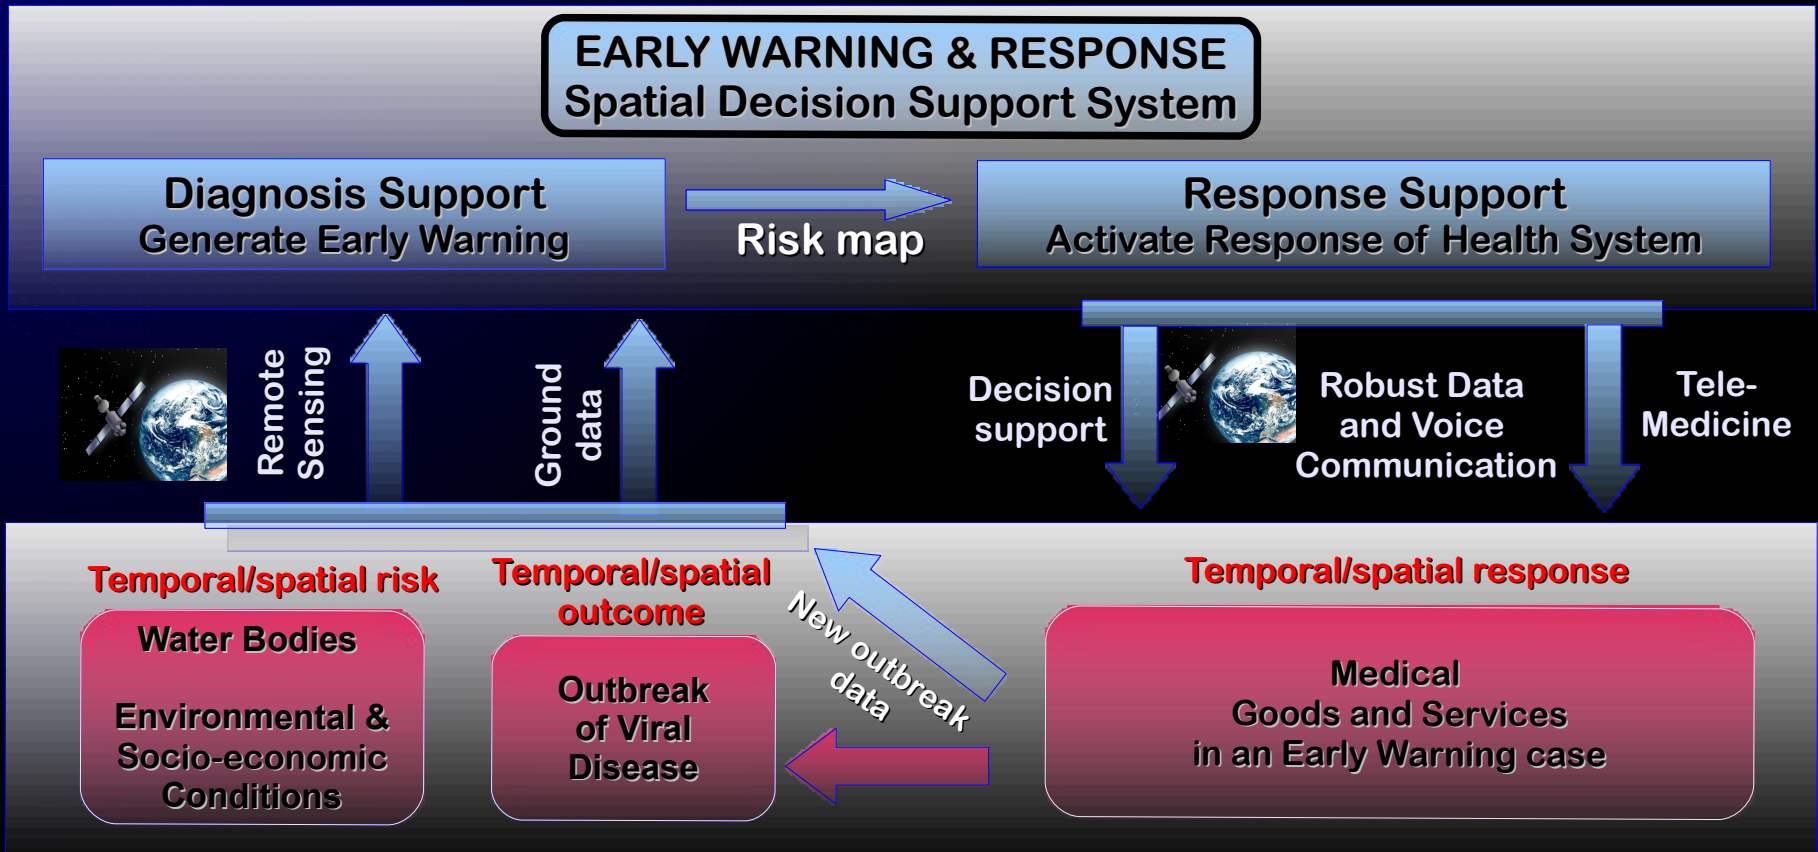 EARLY WARNING & RESPONSE
Spatial Decision Support System
Diagnosis Support
Generate Early Warning
Risk map
Response Support
Activate Response of Health System
Remote
Sensing
Ground
data
Decision
support
Robust Data
and Voice
Communication
Tele-
Medicine
Temporal/spatial risk
Water Bodies
Environmental &
Socio-economic
Conditions
Temporal/spatial
outcome
Outbreak
of Viral
Disease
New outbreak
data
Temporal/spatial response
Medical
Goods and Services
in an Early Warning case